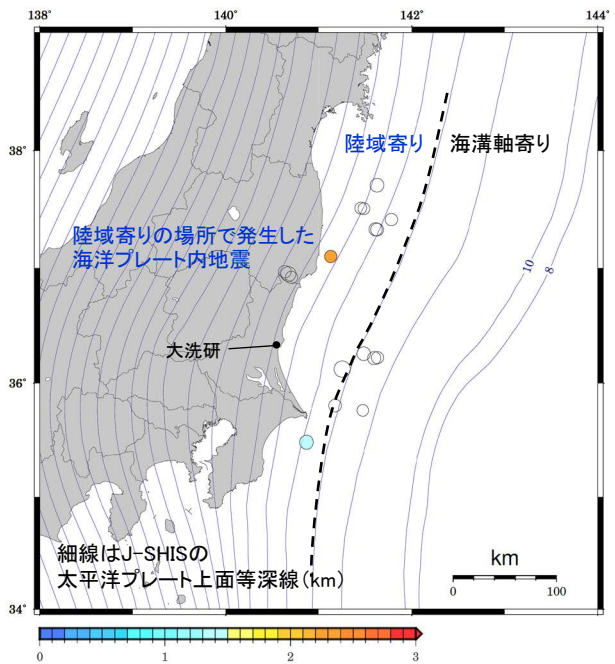 138° 140° 142° 144°
38°
36°
34°
陸域寄り 海溝軸寄り
陸域寄りの場所で発生した
海洋プレート内地震
10 8
大洗研
細線はJ-SHISの
太平洋プレート上面等深線(km)
km
0 100
0 1 2 3